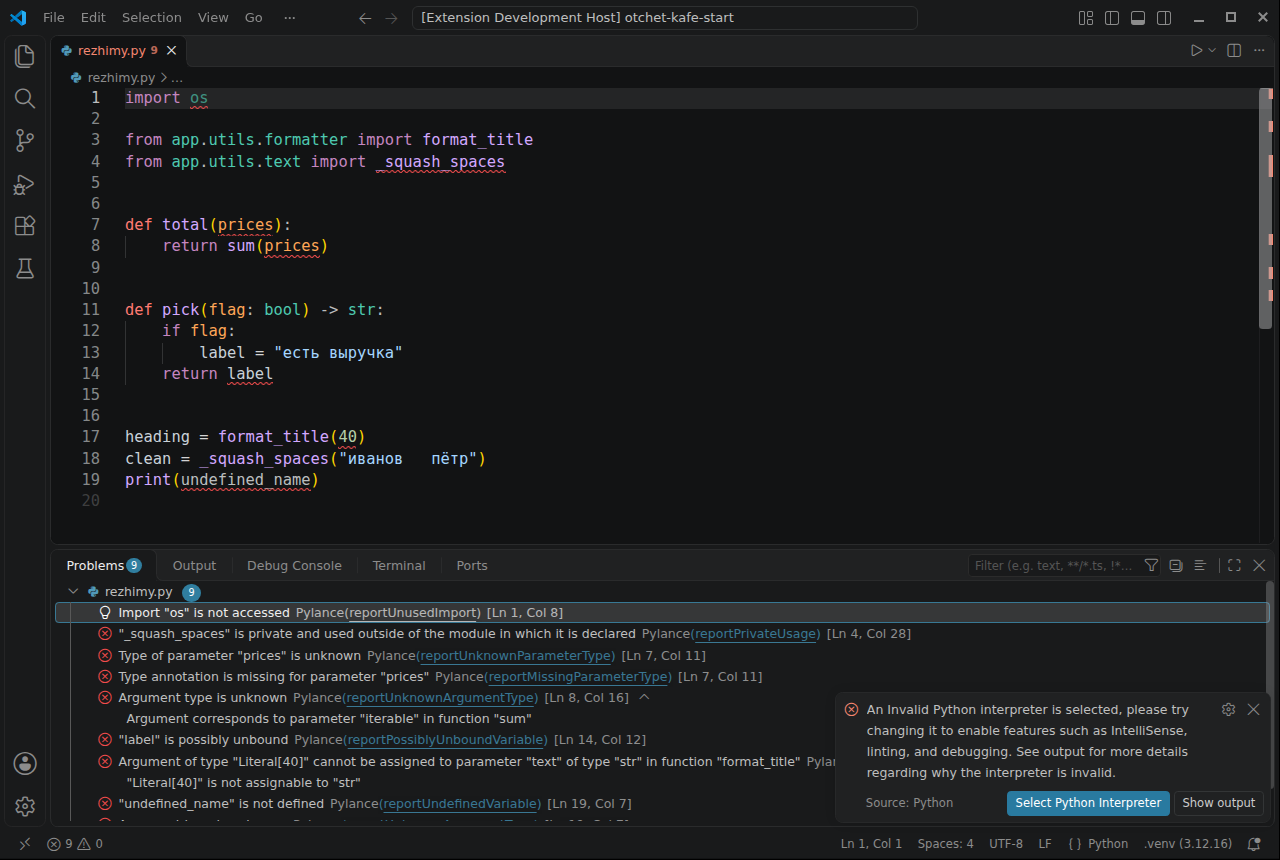 File Edit Selection View Go ···
[Extension Development Host] otchet-kafe-start
rezhimy.py 9
rezhimy.py > ...
1 import os
2
3 from app.utils.formatter import format_title
4 from app.utils.text import _squash_spaces
5
6
7 def total(prices):
8     return sum(prices)
9
10
11 def pick(flag: bool) -> str:
12     if flag:
13         label = "есть выручка"
14     return label
15
16
17 heading = format_title(40)
18 clean = _squash_spaces("иванов   пётр")
19 print(undefined_name)
20
Problems 9 Output Debug Console Terminal Ports
Filter (e.g. text, **/*.ts, !*...
rezhimy.py 9
Import "os" is not accessed Pylance(reportUnusedImport) [Ln 1, Col 8]
"_squash_spaces" is private and used outside of the module in which it is declared Pylance(reportPrivateUsage) [Ln 4, Col 28]
Type of parameter "prices" is unknown Pylance(reportUnknownParameterType) [Ln 7, Col 11]
Type annotation is missing for parameter "prices" Pylance(reportMissingParameterType) [Ln 7, Col 11]
Argument type is unknown Pylance(reportUnknownArgumentType) [Ln 8, Col 16]
Argument corresponds to parameter "iterable" in function "sum"
"label" is possibly unbound Pylance(reportPossiblyUnboundVariable) [Ln 14, Col 12]
Argument of type "Literal[40]" cannot be assigned to parameter "text" of type "str" in function "format_title" Pylan
"Literal[40]" is not assignable to "str"
"undefined_name" is not defined Pylance(reportUndefinedVariable) [Ln 19, Col 7]
An Invalid Python interpreter is selected, please try
changing it to enable features such as IntelliSense,
linting, and debugging. See output for more details
regarding why the interpreter is invalid.
Source: Python
Select Python Interpreter
Show output
9 0
Ln 1, Col 1 Spaces: 4 UTF-8 LF { } Python .venv (3.12.16)